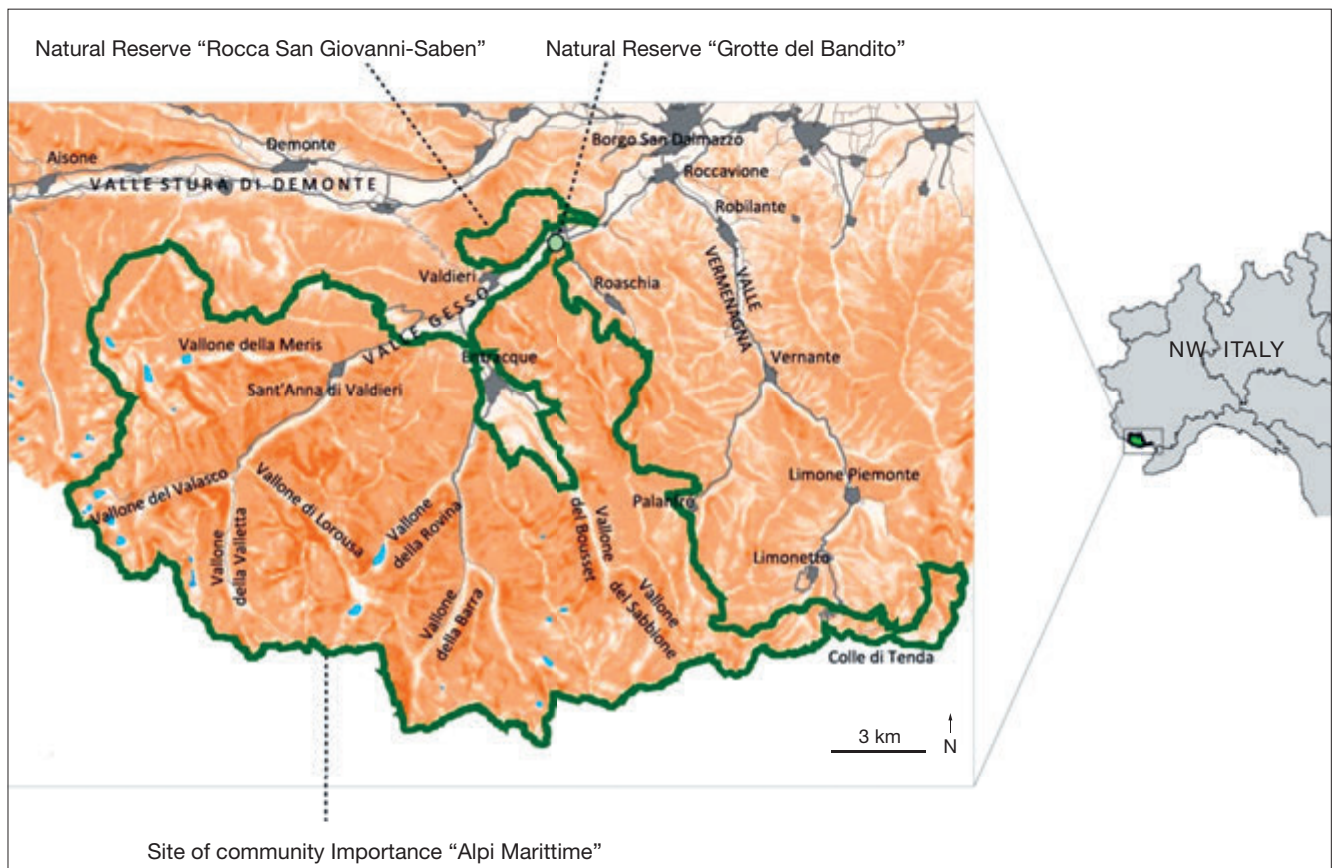 Natural Reserve “Rocca San Giovanni-Saben”
Natural Reserve “Grotte del Bandito”
Demonte
Borgo San Dalmazzo
Aisone
Roccavione
VALLE STURA DI DEMONTE
Robilante
Valdieri
Roaschia
VALLE GESSO
VALLE
VERMENAGNA
Vallone della Meris
Entracque
Vernante
Sant'Anna di Valdieri
NW ITALY
Vallone del Valasco
Vallone di Lorousa
Vallone
della Rovina
Limone Piemonte
Palanfre
Vallone
della Valletta
Vallone
del Bousset
Limonetto
Vallone
della Barra
Vallone
del Sabbione
Colle di Tenda
3 km
N
Site of community Importance “Alpi Marittime”